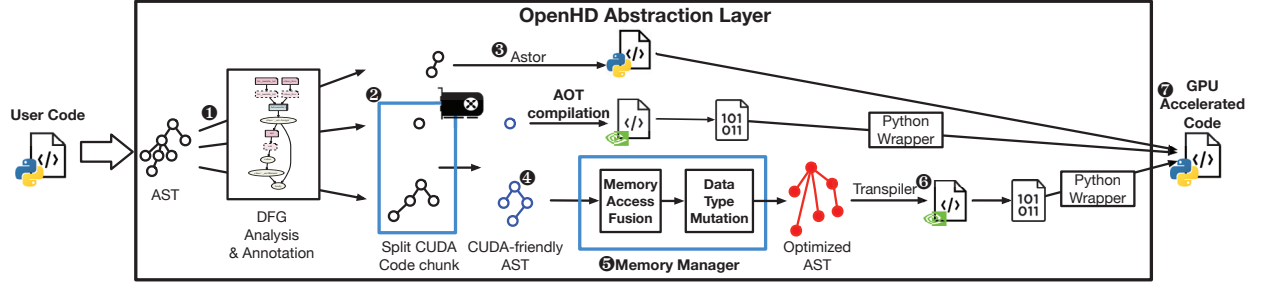 OpenHD Abstraction Layer
User Code
AST
❶
DFG
Analysis
& Annotation
❷
Split CUDA
Code chunk
❸ Astor
</>
AOT
compilation
</>
101
011
Python
Wrapper
❹
CUDA-friendly
AST
Memory
Access
Fusion
Data
Type
Mutation
❺Memory Manager
Optimized
AST
Transpiler ❻
</>
101
011
Python
Wrapper
❼ GPU
Accelerated
Code
</>
</>